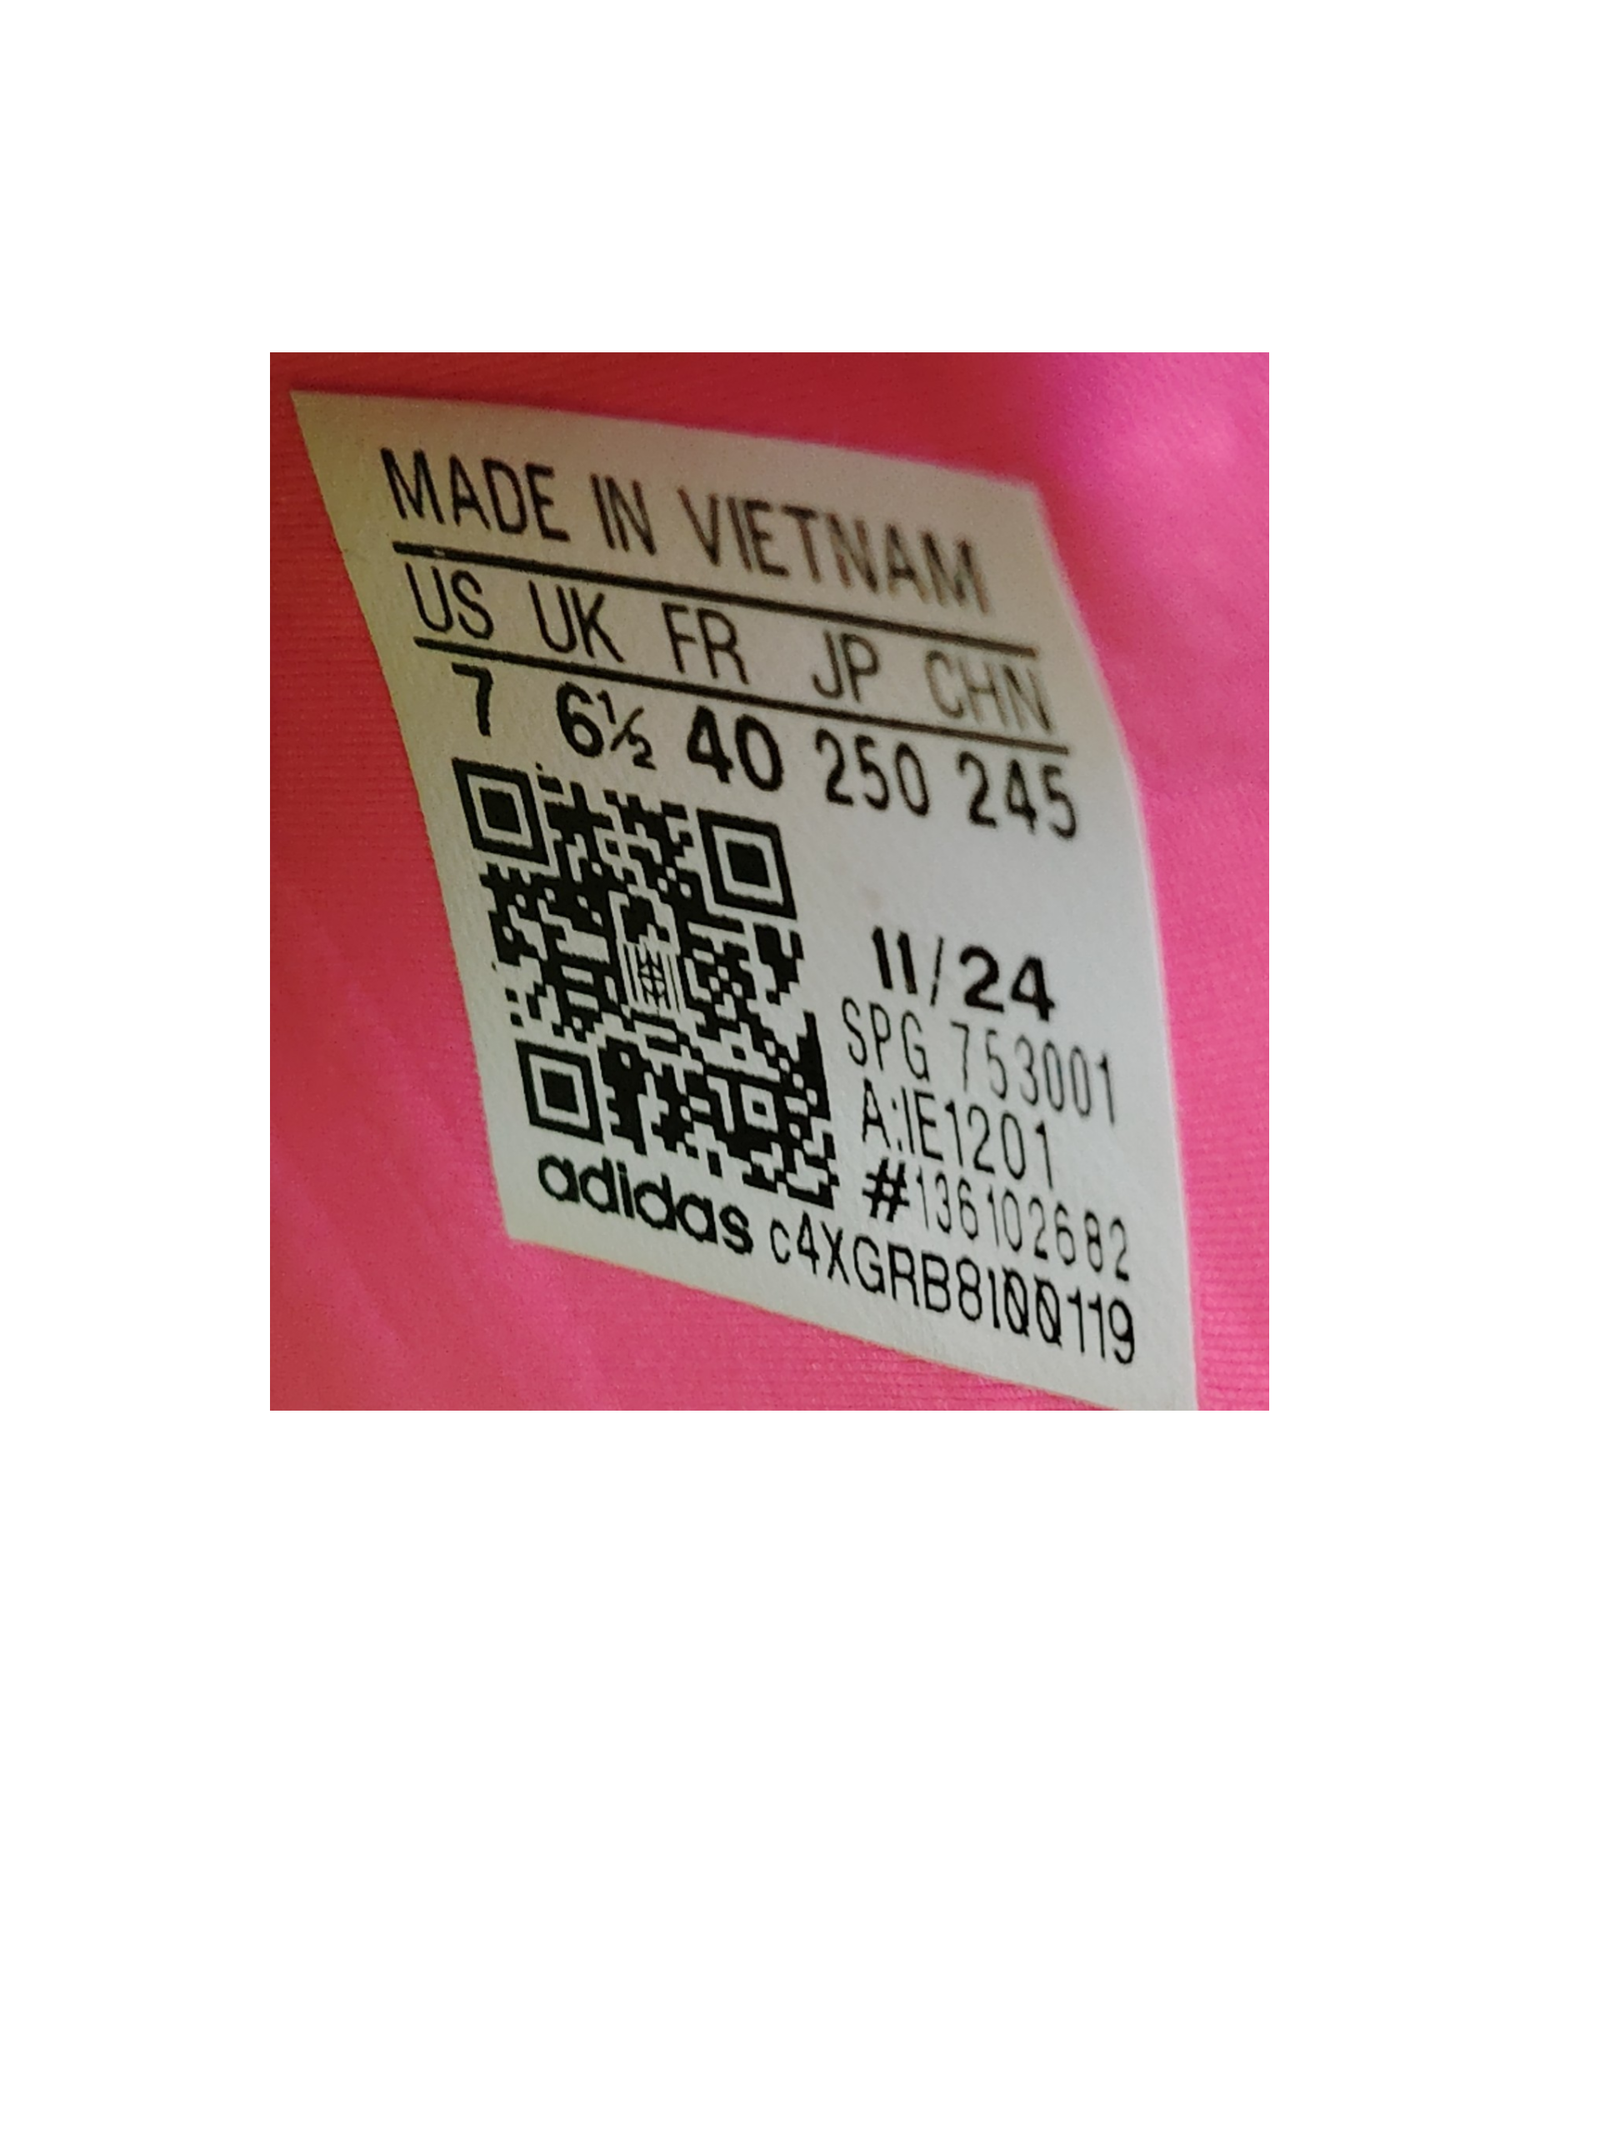 MADE IN VIETNAM
US UK FR JP CHN
7 6½ 40 250 245
11/24
SPG 753001
A:IE1201
#136102682
adidas c4XGRB8100119